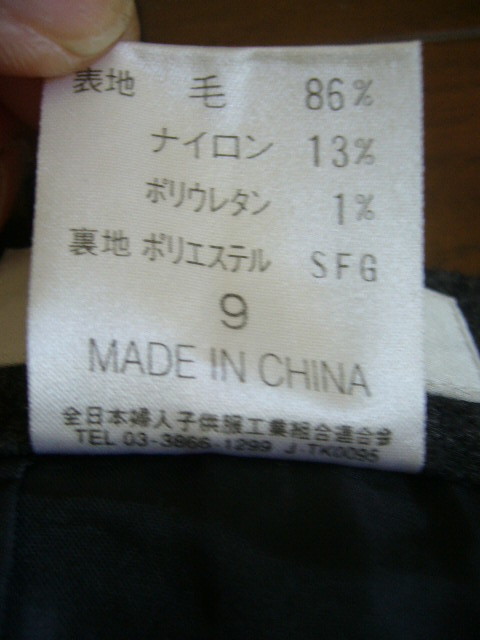 表地 毛 86%
ナイロン 13%
ポリウレタン 1%
裏地 ポリエステル SFG
9
MADE IN CHINA
全日本婦人子供服工業組合連合会
TEL 03-3866-1299 J-TK0095